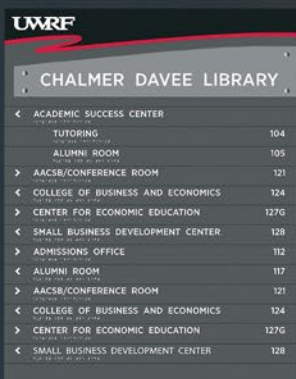 UWRF
CHALMER DAVEE LIBRARY
< ACADEMIC SUCCESS CENTER
TUTORING 104
ALUMNI ROOM 105
> AACSB/CONFERENCE ROOM 121
< COLLEGE OF BUSINESS AND ECONOMICS 124
> CENTER FOR ECONOMIC EDUCATION 127G
< SMALL BUSINESS DEVELOPMENT CENTER 128
> ADMISSIONS OFFICE 112
< ALUMNI ROOM 117
> AACSB/CONFERENCE ROOM 121
< COLLEGE OF BUSINESS AND ECONOMICS 124
> CENTER FOR ECONOMIC EDUCATION 127G
< SMALL BUSINESS DEVELOPMENT CENTER 128